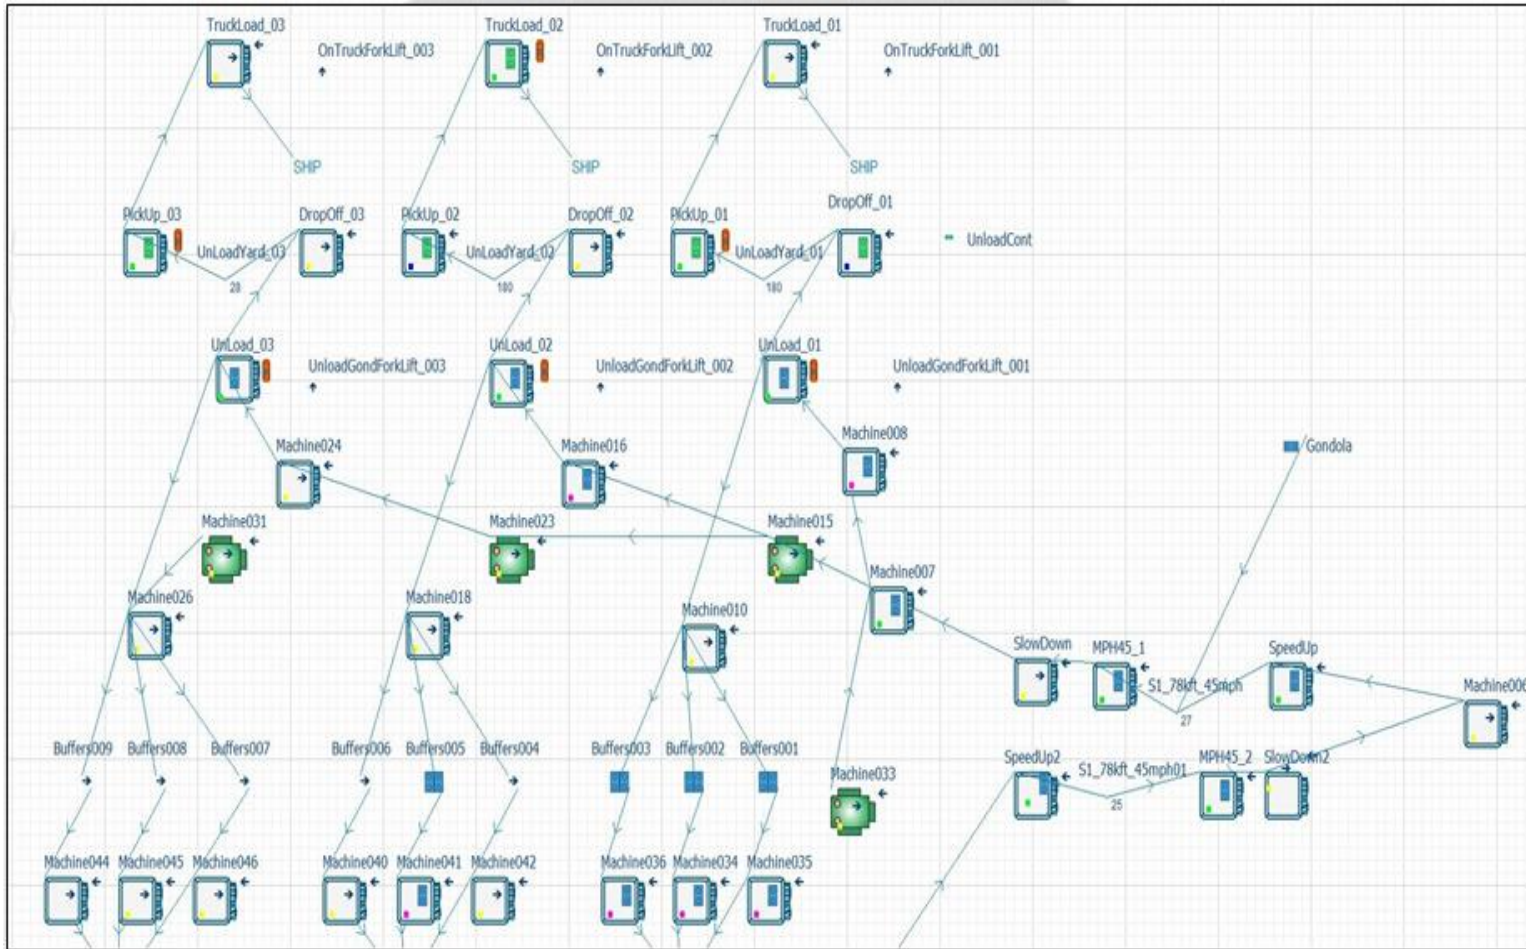 TruckLoad_03
TruckLoad_02
TruckLoad_01
OnTruckForkLift_003
OnTruckForkLift_002
OnTruckForkLift_001
SHIP
SHIP
SHIP
PickUp_03
DropOff_03
PickUp_02
DropOff_02
PickUp_01
DropOff_01
UnLoadYard_03
UnLoadYard_02
UnLoadYard_01
UnloadCont
28
180
180
UnLoad_03
UnLoad_02
UnLoad_01
UnloadGondForkLift_003
UnloadGondForkLift_002
UnloadGondForkLift_001
Machine024
Machine016
Machine008
Gondola
Machine031
Machine023
Machine015
Machine007
Machine026
Machine018
Machine010
SlowDown
MPH45_1
SpeedUp
S1_78kft_45mph
Machine006
27
Buffers009
Buffers008
Buffers007
Buffers006
Buffers005
Buffers004
Buffers003
Buffers002
Buffers001
Machine033
SpeedUp2
S1_78kft_45mph01
MPH45_2
SlowDown2
25
Machine044
Machine045
Machine046
Machine040
Machine041
Machine042
Machine036
Machine034
Machine035